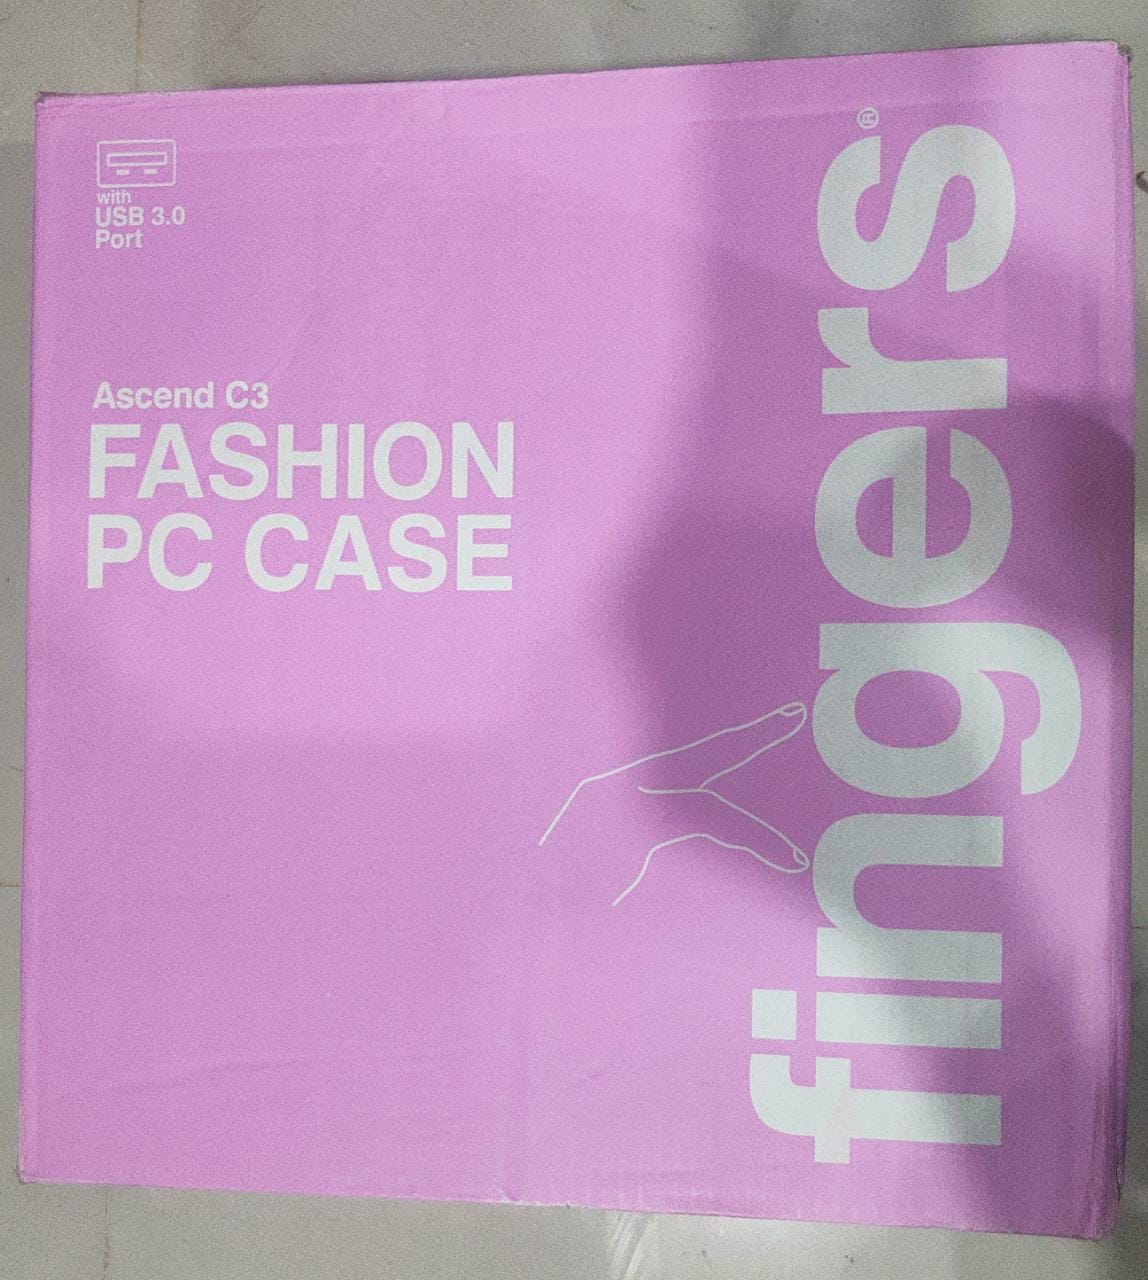 with
USB 3.0
Port
Ascend C3
FASHION
PC CASE
fingers®